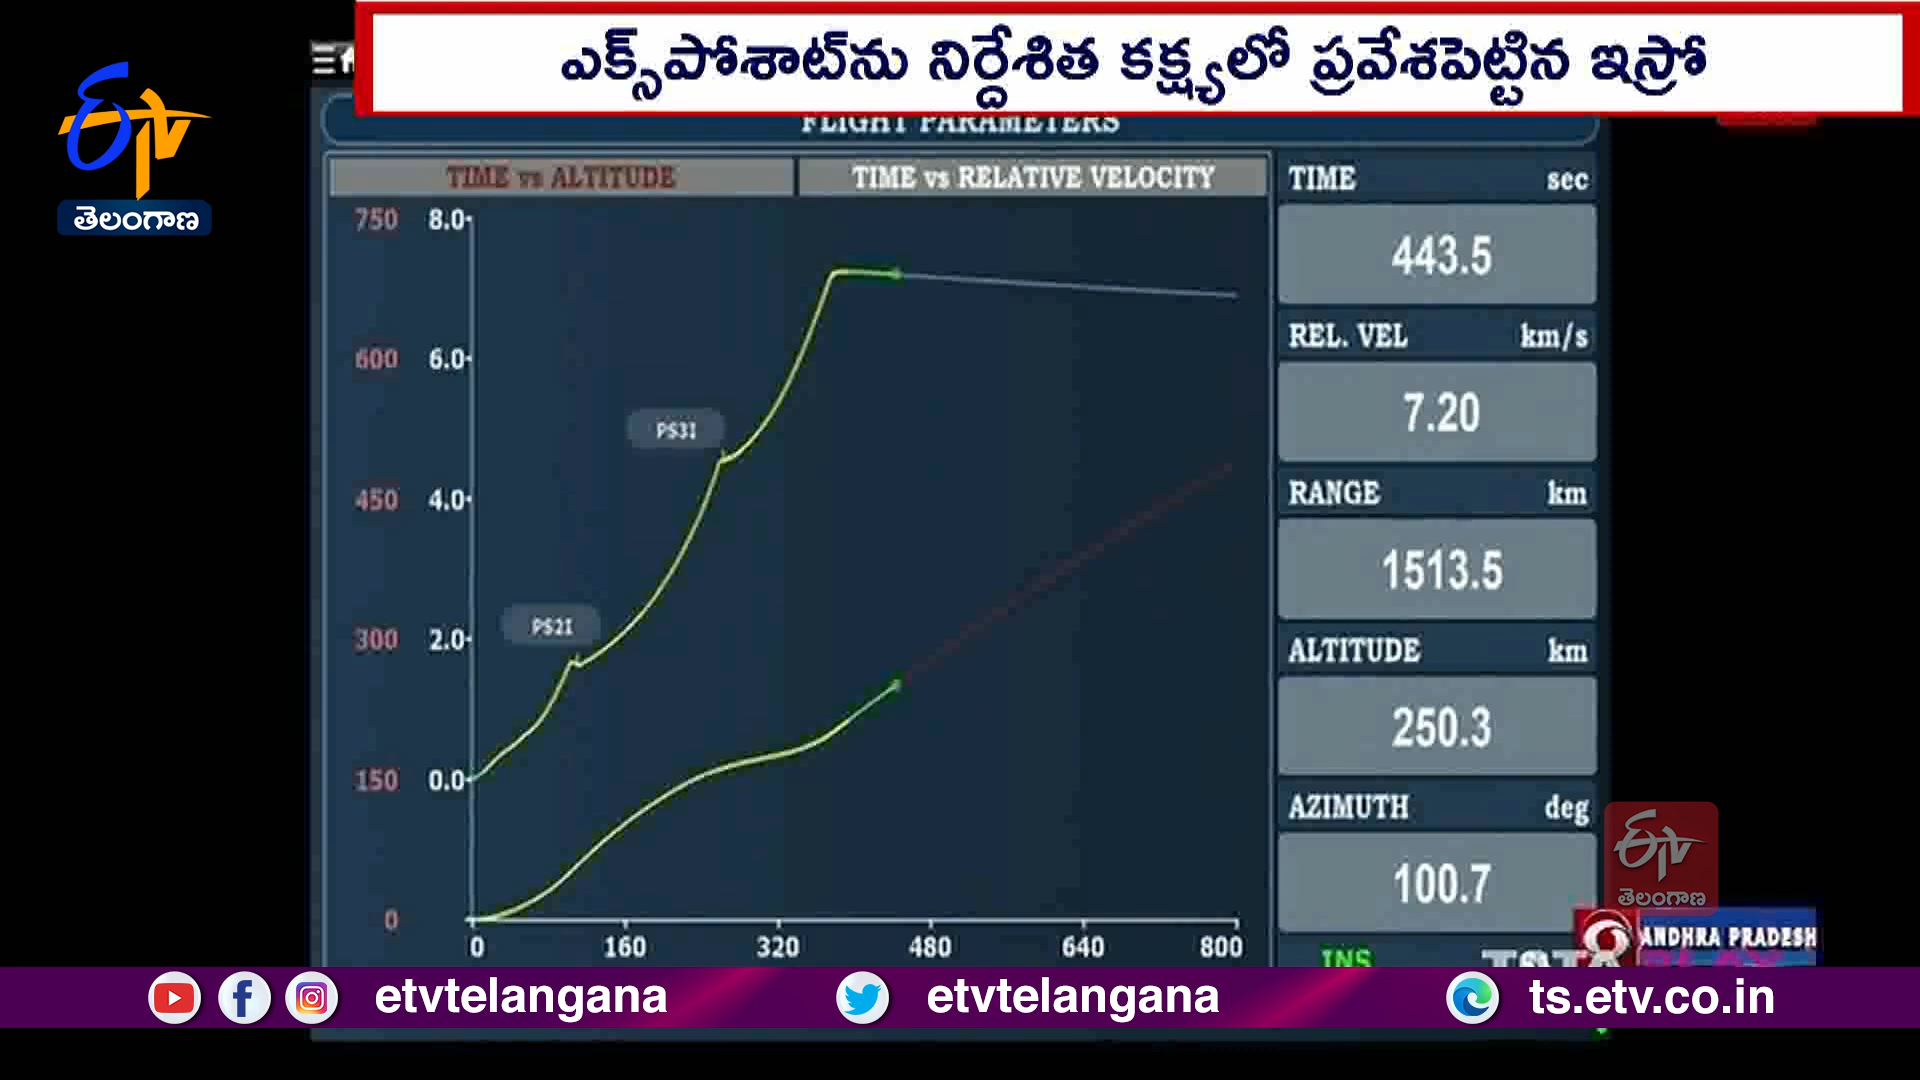 ఎక్స్‌పోశాట్‌ను నిర్దేశిత కక్ష్యలో ప్రవేశపెట్టిన ఇస్రో
ETV
తెలంగాణ
FLIGHT PARAMETERS
TIME vs ALTITUDE
TIME vs RELATIVE VELOCITY
750
600
450
300
150
0
8.0
6.0
4.0
2.0
0.0
PS3I
PS2I
0 160 320 480 640 800
TIME sec
443.5
REL. VEL km/s
7.20
RANGE km
1513.5
ALTITUDE km
250.3
AZIMUTH deg
100.7
INS
తెలంగాణ
ANDHRA PRADESH
etvtelangana
etvtelangana
ts.etv.co.in